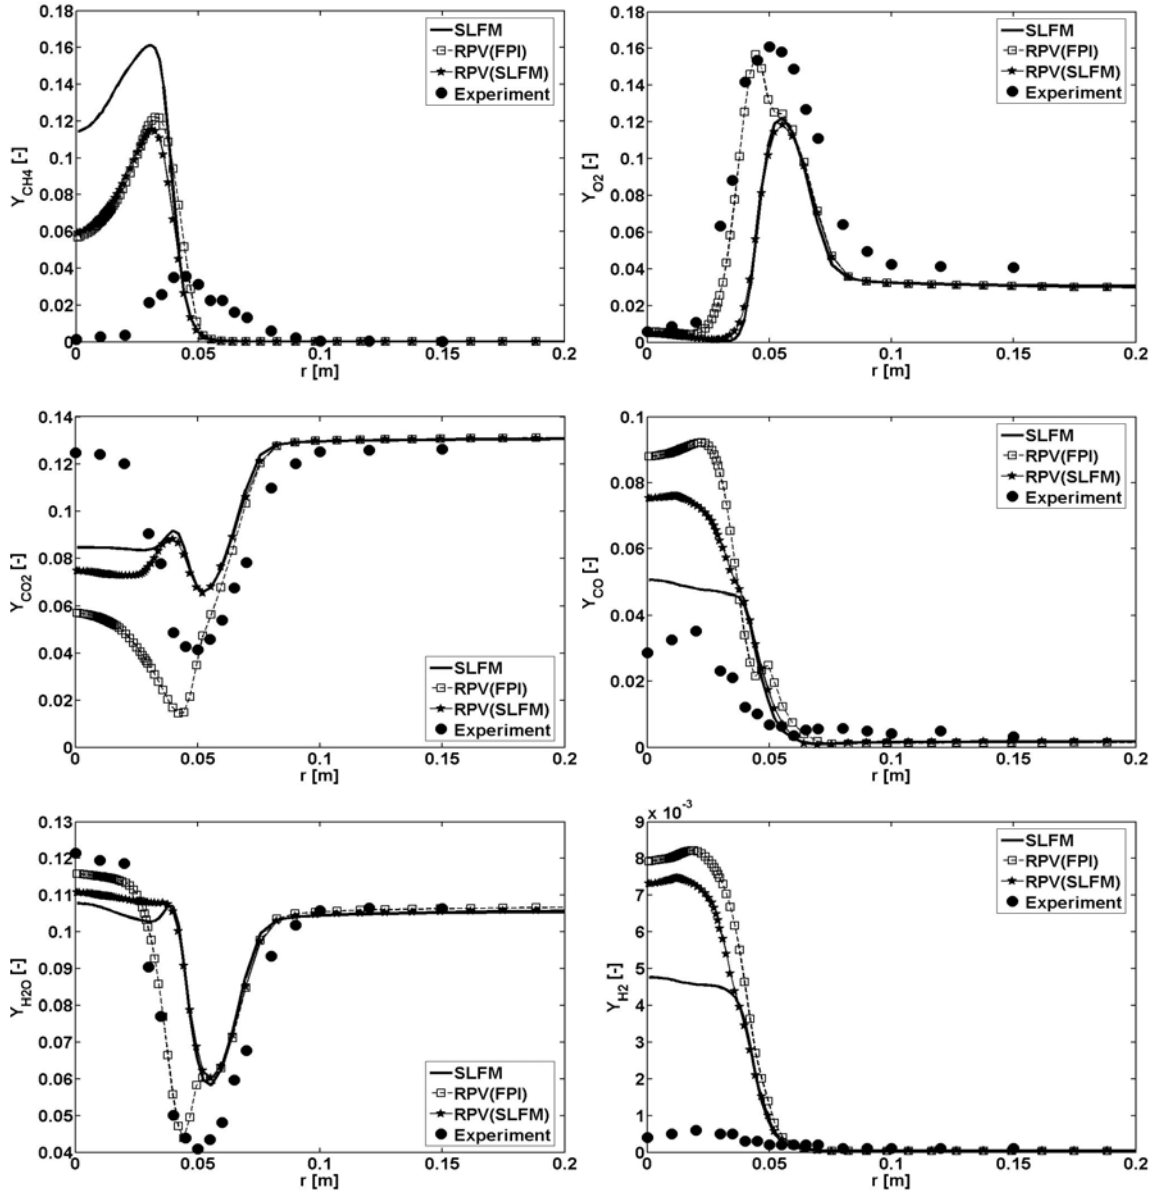 0.18
0.16
0.14
0.12
0.1
0.08
0.06
0.04
0.02
0
Y_CH4 [-]
SLFM
RPV(FPI)
RPV(SLFM)
Experiment
0 0.05 0.1 0.15 0.2
r [m]
0.18
0.16
0.14
0.12
0.1
0.08
0.06
0.04
0.02
0
Y_O2 [-]
SLFM
RPV(FPI)
RPV(SLFM)
Experiment
0 0.05 0.1 0.15 0.2
r [m]
0.14
0.12
0.1
0.08
0.06
0.04
0.02
0
Y_CO2 [-]
SLFM
RPV(FPI)
RPV(SLFM)
Experiment
0 0.05 0.1 0.15 0.2
r [m]
0.1
0.08
0.06
0.04
0.02
0
Y_CO [-]
SLFM
RPV(FPI)
RPV(SLFM)
Experiment
0 0.05 0.1 0.15 0.2
r [m]
0.13
0.12
0.11
0.1
0.09
0.08
0.07
0.06
0.05
0.04
Y_H2O [-]
SLFM
RPV(FPI)
RPV(SLFM)
Experiment
0 0.05 0.1 0.15 0.2
r [m]
x 10^-3
9
8
7
6
5
4
3
2
1
0
Y_H2 [-]
SLFM
RPV(FPI)
RPV(SLFM)
Experiment
0 0.05 0.1 0.15 0.2
r [m]